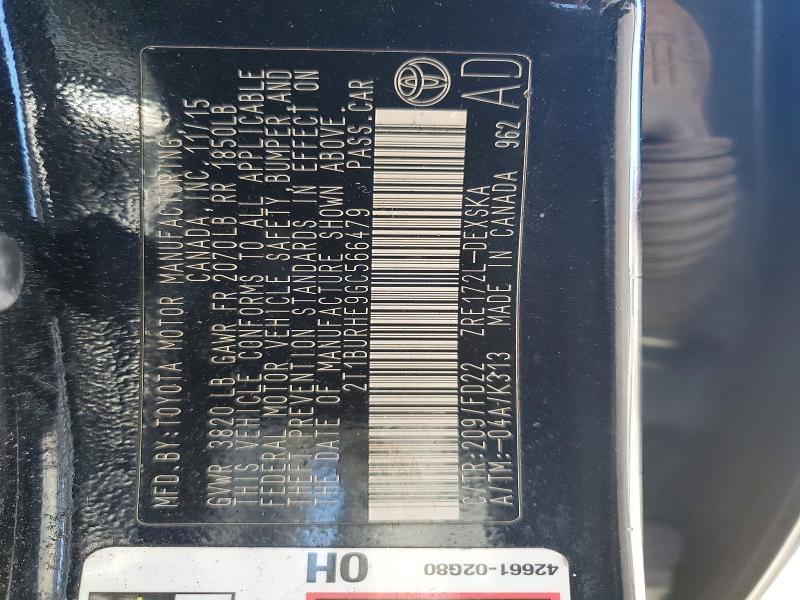 MFD. BY: TOYOTA MOTOR MANUFACTURING
CANADA, INC. 11/15
GVWR 3820 LB GAWR FR 2070LB RR 1850LB
THIS VEHICLE CONFORMS TO ALL APPLICABLE
FEDERAL MOTOR VEHICLE SAFETY, BUMPER, AND
THEFT PREVENTION STANDARDS IN EFFECT ON
THE DATE OF MANUFACTURE SHOWN ABOVE.
2T1BURHE9GC566479 PASS. CAR
C/TR: 209/FD22 ZRE172L-DEXSKA
A/TM: -04A/K313 MADE IN CANADA 962 AD
OH
42661-02G80